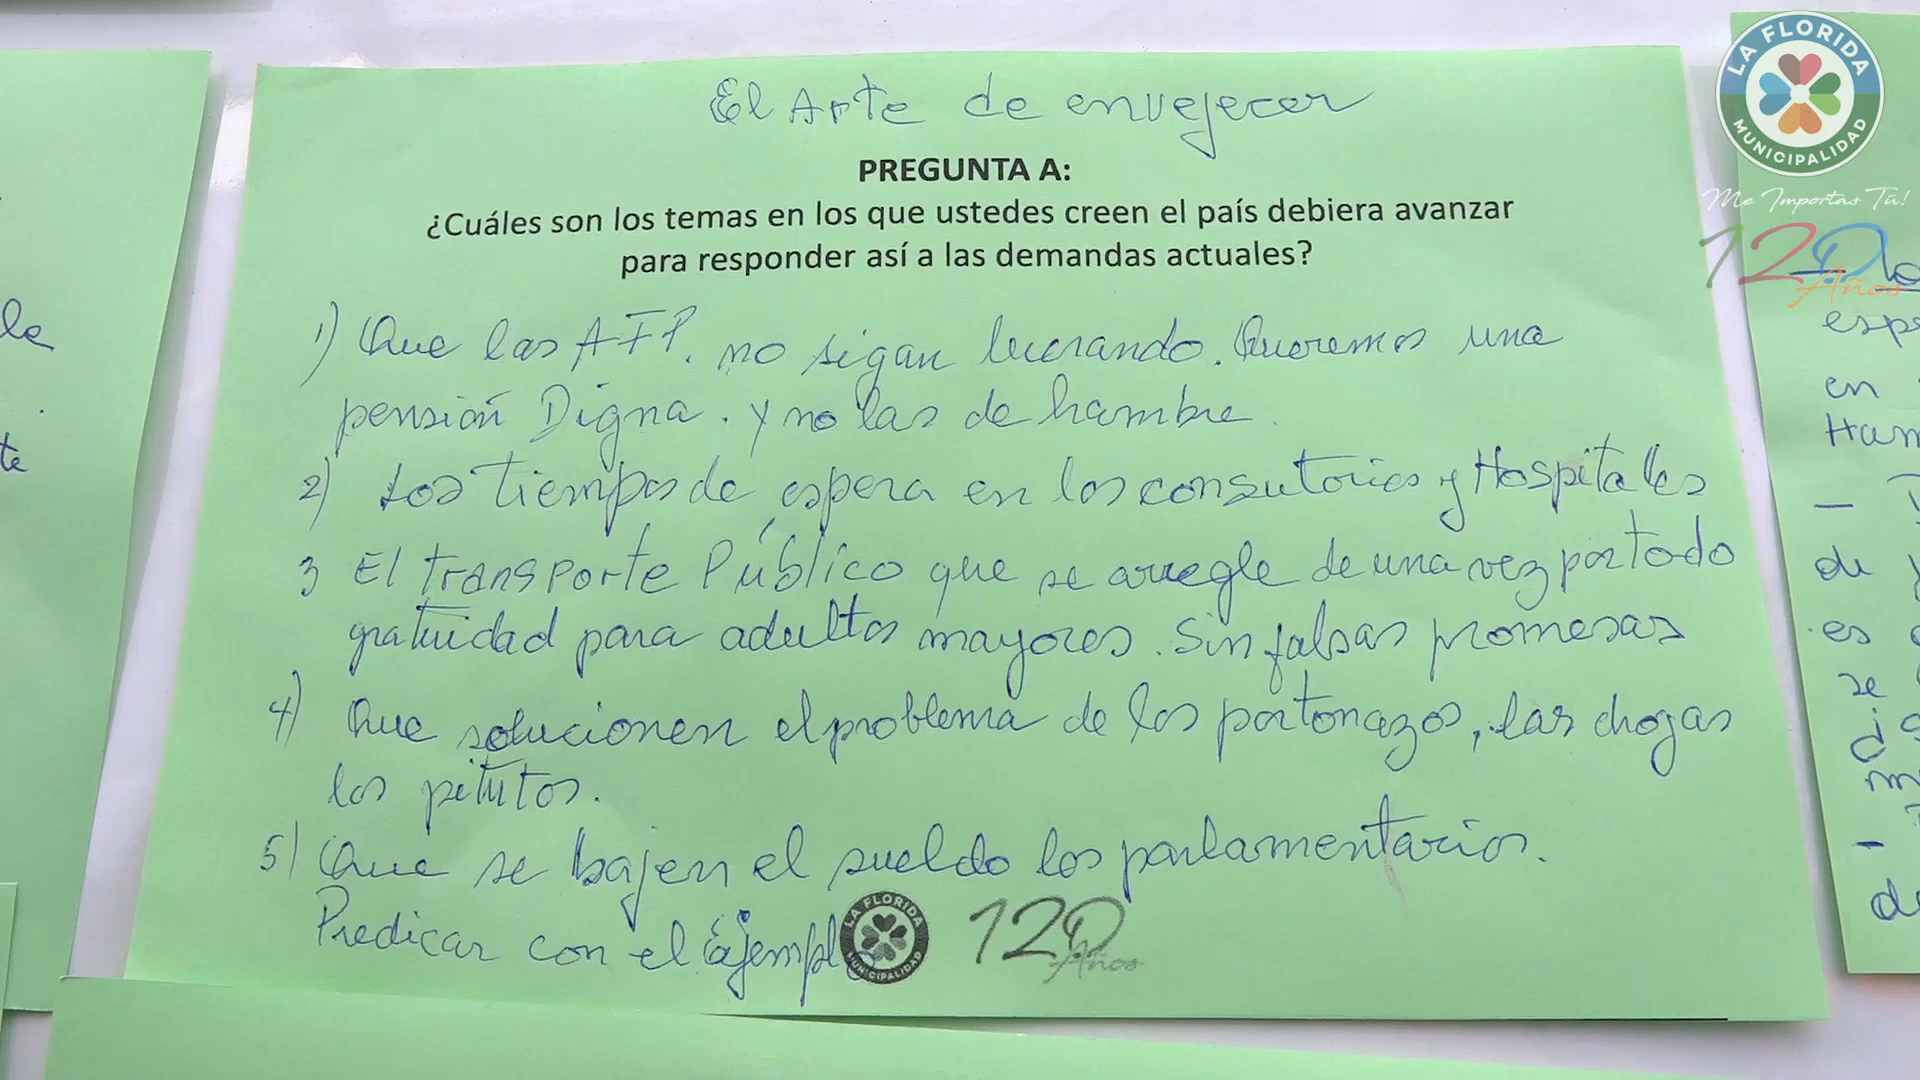 El Arte de envejecer
PREGUNTA A:
¿Cuáles son los temas en los que ustedes creen el país debiera avanzar
para responder así a las demandas actuales?
1) Que las AFP. no sigan lucrando. Queremos una
pensión Digna. y no las de hambre.
2) Los tiempos de espera en los consutorios y Hospitales
3 El transporte Público que se arregle de una vez por todo
gratuidad para adultos mayores. Sin falsas promesas
4) Que solucionen el problema de los portonazos, las drogas
los pitutos.
5) Que se bajen el sueldo los parlamentarios.
Predicar con el Ejemplo
LA FLORIDA
MUNICIPALIDAD
120
Años
LA FLORIDA
MUNICIPALIDAD
Me Importas Tú!
120
Años
en
de
es
se